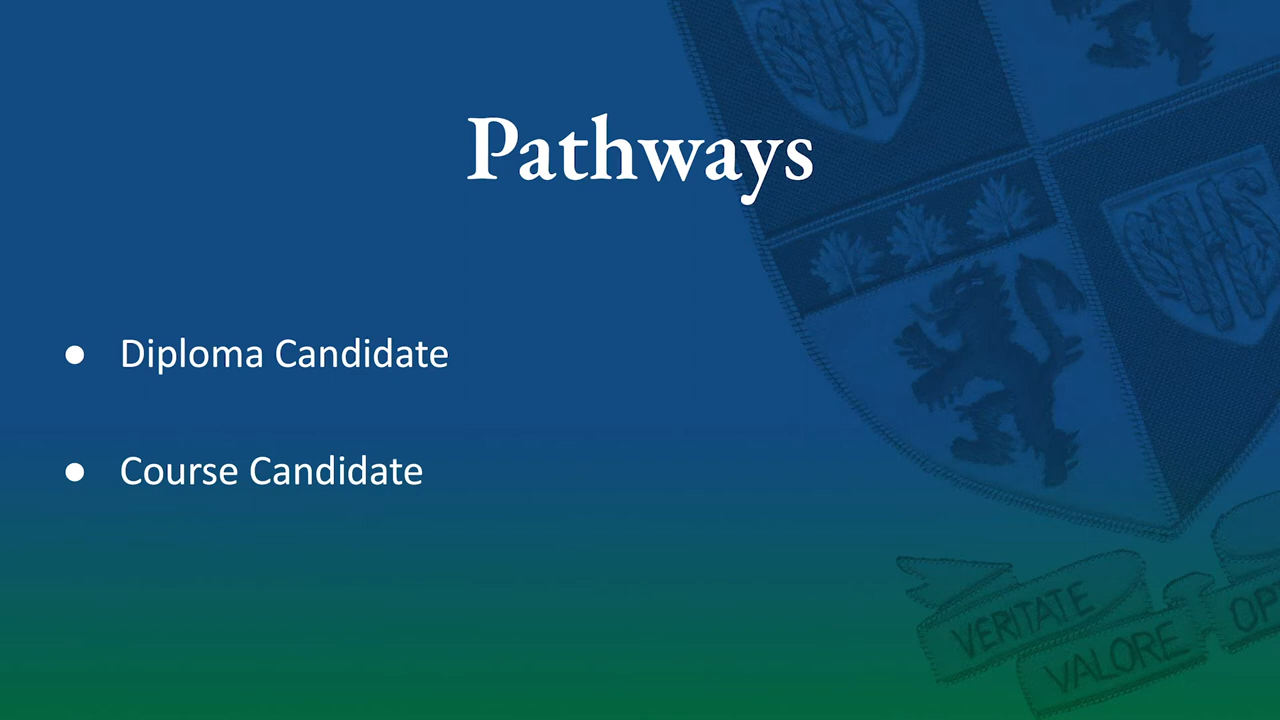 Pathways
● Diploma Candidate
● Course Candidate
VERITATE
VALORE